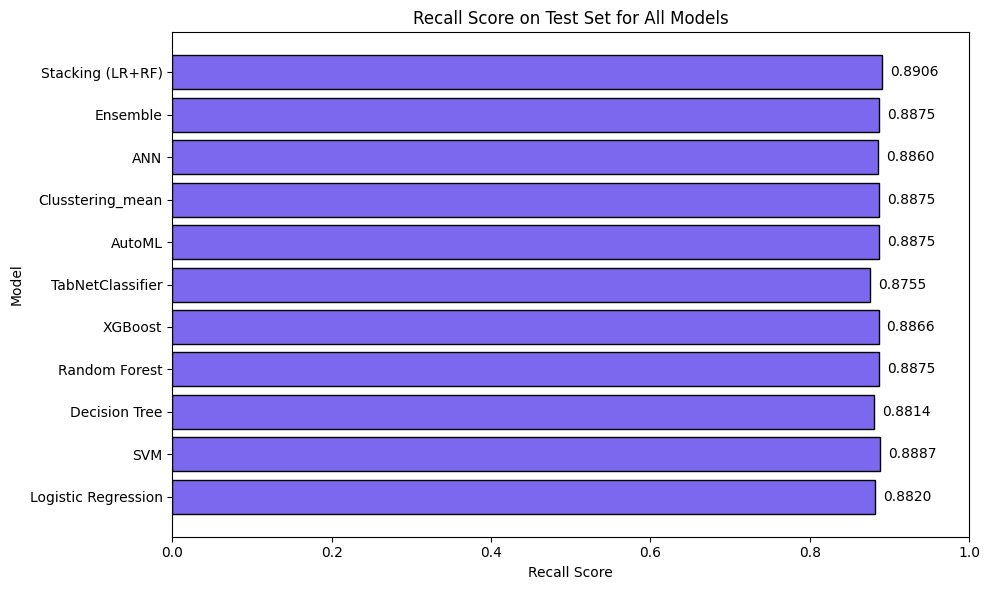 Recall Score on Test Set for All Models
Stacking (LR+RF) 0.8906
Ensemble 0.8875
ANN 0.8860
Clusstering_mean 0.8875
AutoML 0.8875
TabNetClassifier 0.8755
XGBoost 0.8866
Random Forest 0.8875
Decision Tree 0.8814
SVM 0.8887
Logistic Regression 0.8820
Model
0.0 0.2 0.4 0.6 0.8 1.0
Recall Score